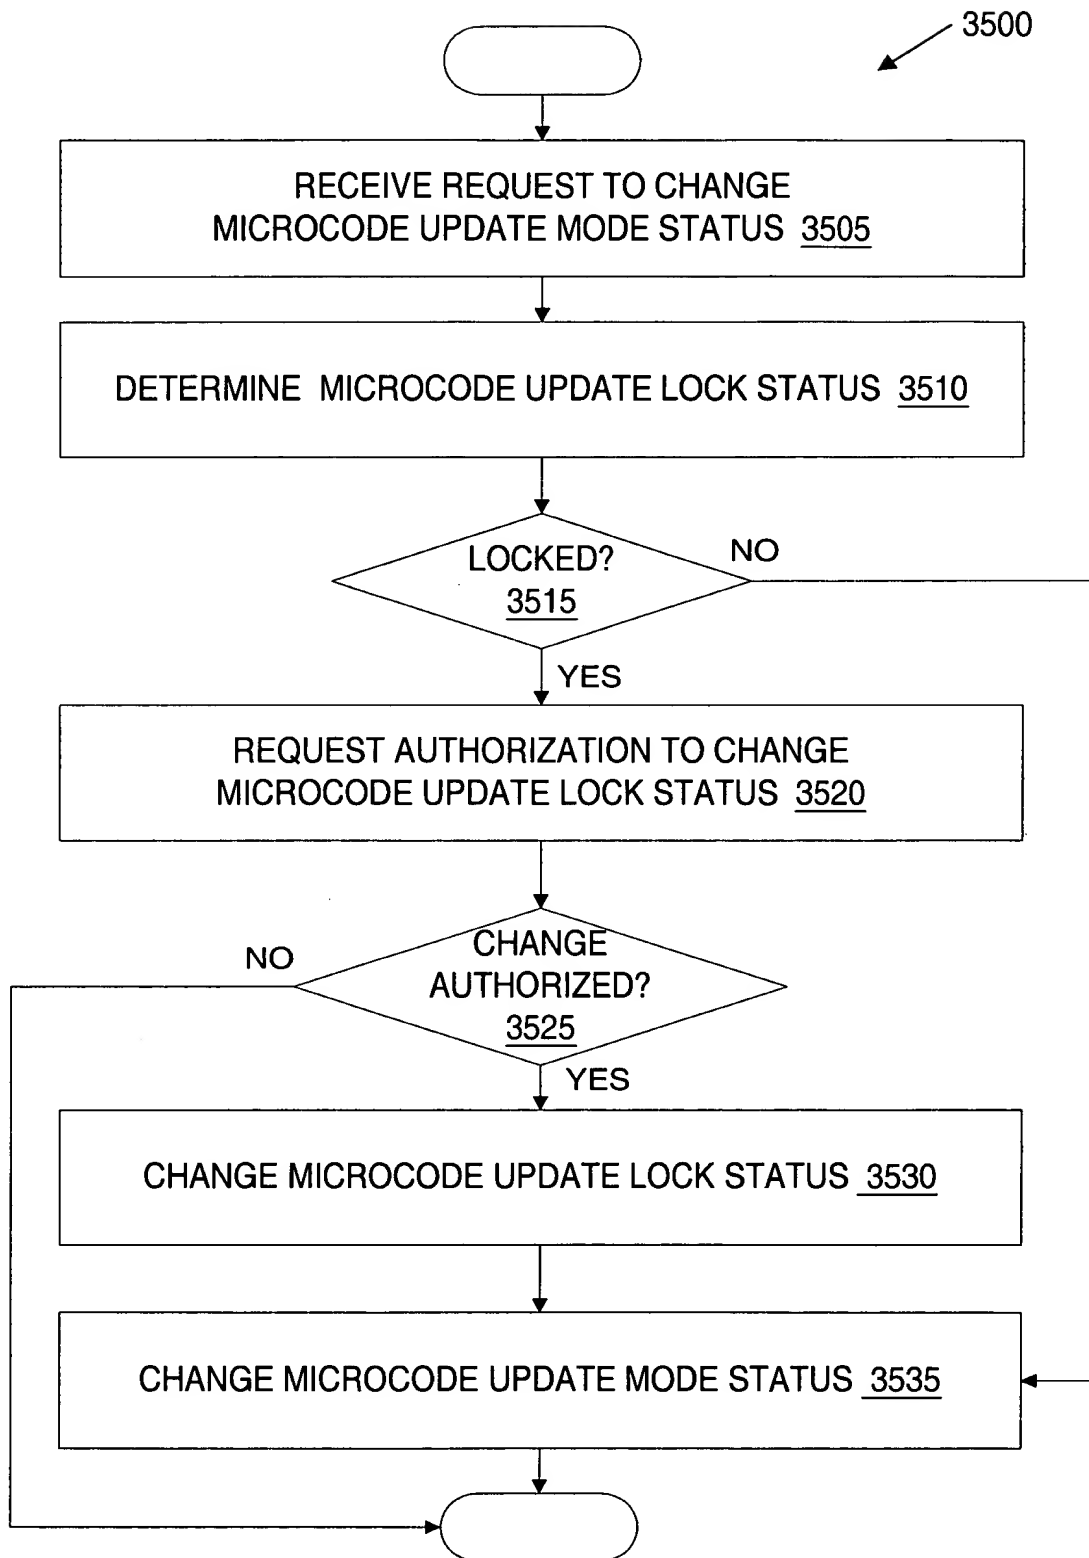 3500
RECEIVE REQUEST TO CHANGE
MICROCODE UPDATE MODE STATUS 3505
DETERMINE MICROCODE UPDATE LOCK STATUS 3510
LOCKED?
3515
NO
YES
REQUEST AUTHORIZATION TO CHANGE
MICROCODE UPDATE LOCK STATUS 3520
CHANGE
AUTHORIZED?
3525
NO
YES
CHANGE MICROCODE UPDATE LOCK STATUS 3530
CHANGE MICROCODE UPDATE MODE STATUS 3535